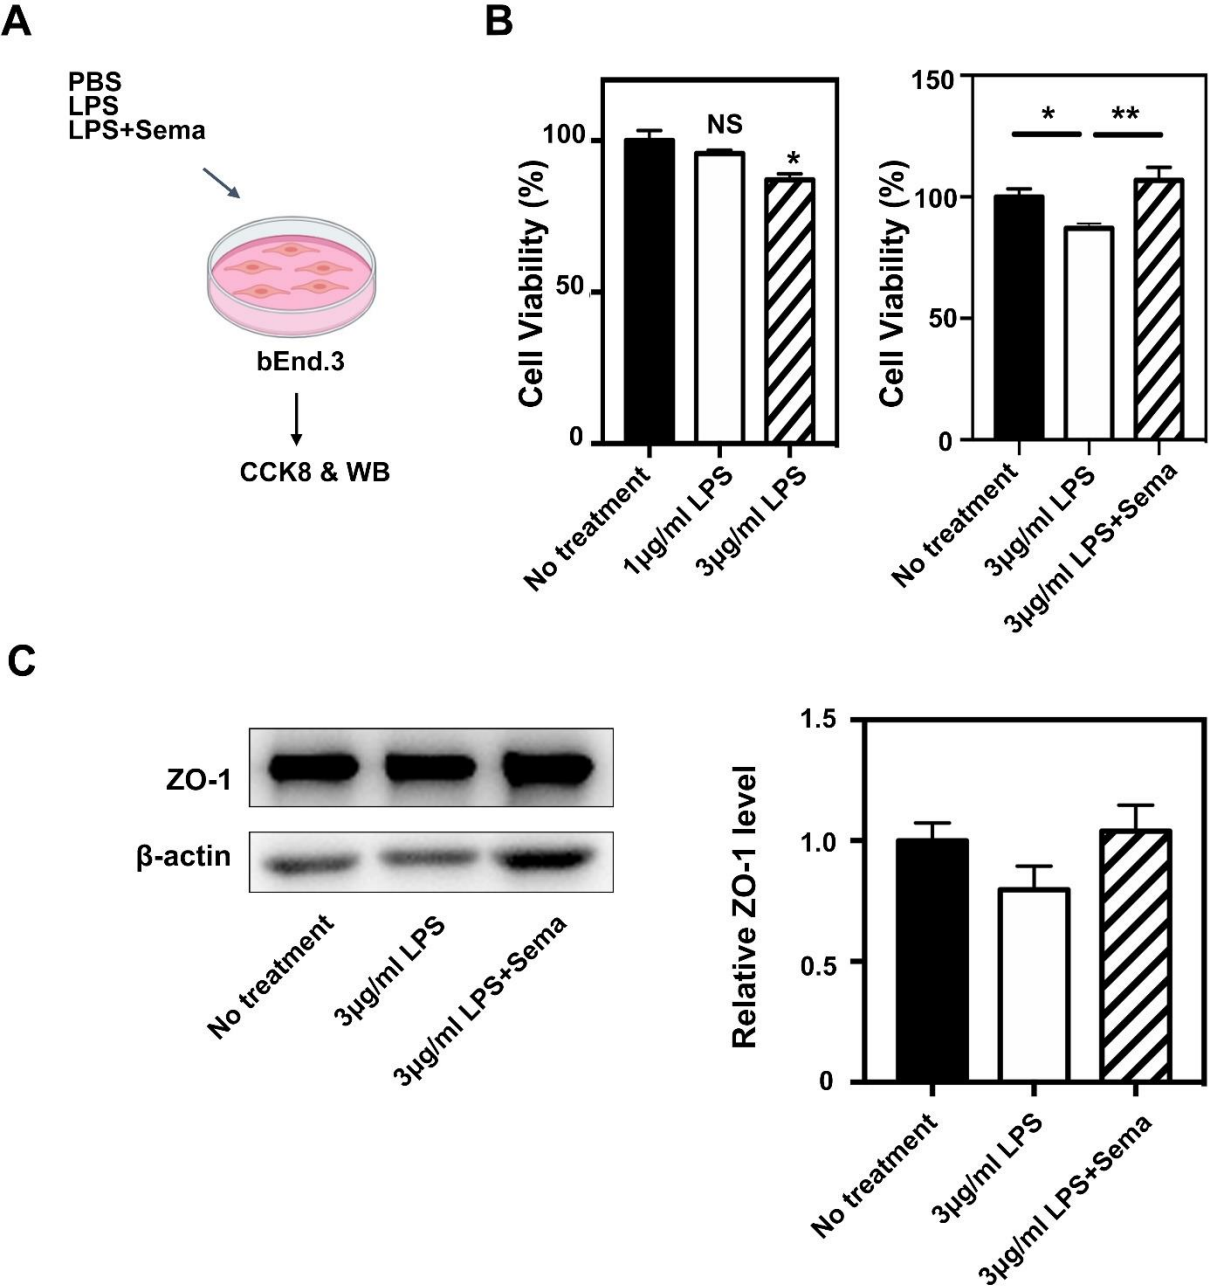 A
PBS
LPS
LPS+Sema
bEnd.3
CCK8 & WB
B
Cell Viability (%)
100
50
0
NS
*
No treatment
1µg/ml LPS
3µg/ml LPS
Cell Viability (%)
150
100
50
0
*
**
No treatment
3µg/ml LPS
3µg/ml LPS+Sema
C
ZO-1
β-actin
No treatment
3µg/ml LPS
3µg/ml LPS+Sema
Relative ZO-1 level
1.5
1.0
0.5
0
No treatment
3µg/ml LPS
3µg/ml LPS+Sema